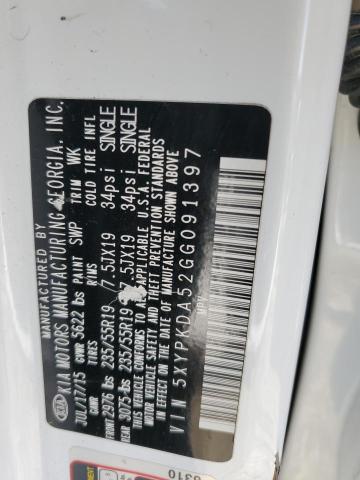 MANUFACTURED BY
KIA KIA MOTORS MANUFACTURING GEORGIA, INC.
JUL/17/15 GVWR 5622 LBS PAINT SWP TRIM WK
GAWR TIRES RIMS COLD TIRE INFL
FRONT 2976 LBS 235/55R19 7.5JX19 34psi SINGLE
REAR 3075 LBS 235/55R19 7.5JX19 34psi SINGLE
THIS VEHICLE CONFORMS TO ALL APPLICABLE U.S.A. FEDERAL
MOTOR VEHICLE SAFETY AND THEFT PREVENTION
STANDARDS IN EFFECT ON THE DATE OF MANUFACTURE SHOWN ABOVE
VIN 5XYPKDA52GG091397
MPV
6310